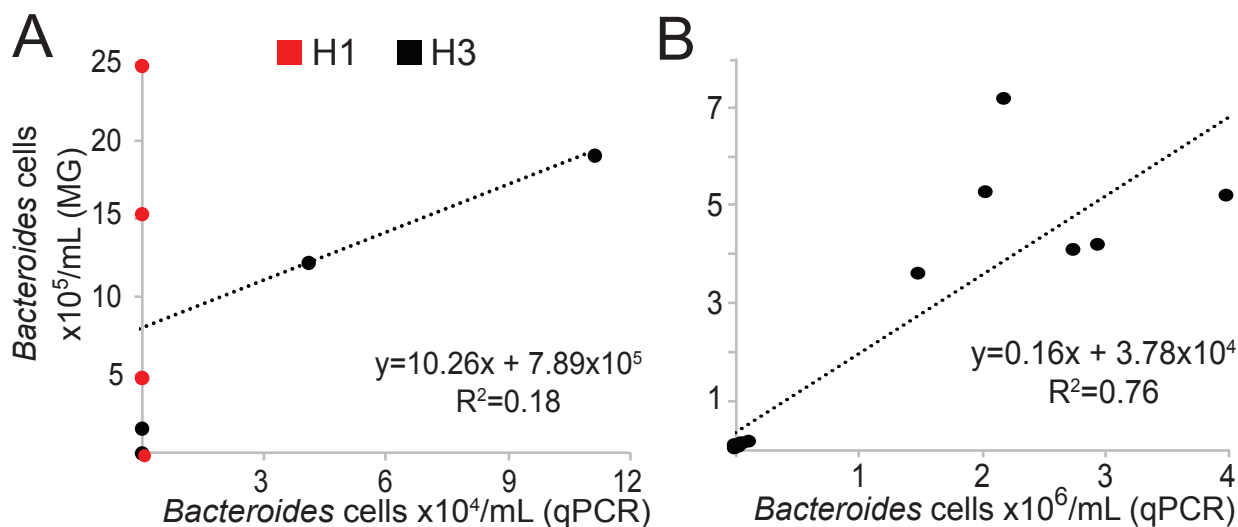 A
H1 H3
Bacteroides cells
x10⁵/mL (MG)
25
20
15
10
5
y=10.26x + 7.89x10⁵
R²=0.18
3 6 9 12
Bacteroides cells x10⁴/mL (qPCR)
B
7
5
3
1
y=0.16x + 3.78x10⁴
R²=0.76
1 2 3 4
Bacteroides cells x10⁶/mL (qPCR)